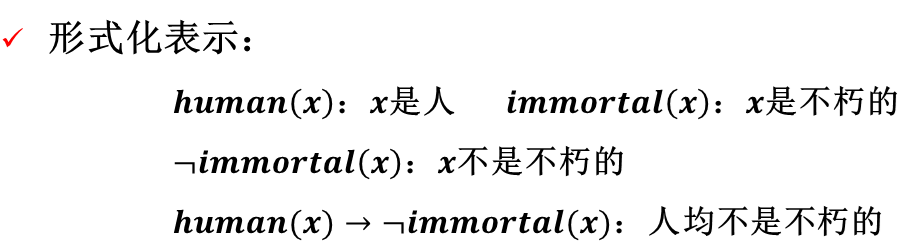 ✓ 形式化表示：
human(x)：x是人 immortal(x)：x是不朽的
¬immortal(x)：x不是不朽的
human(x) → ¬immortal(x)：人均不是不朽的